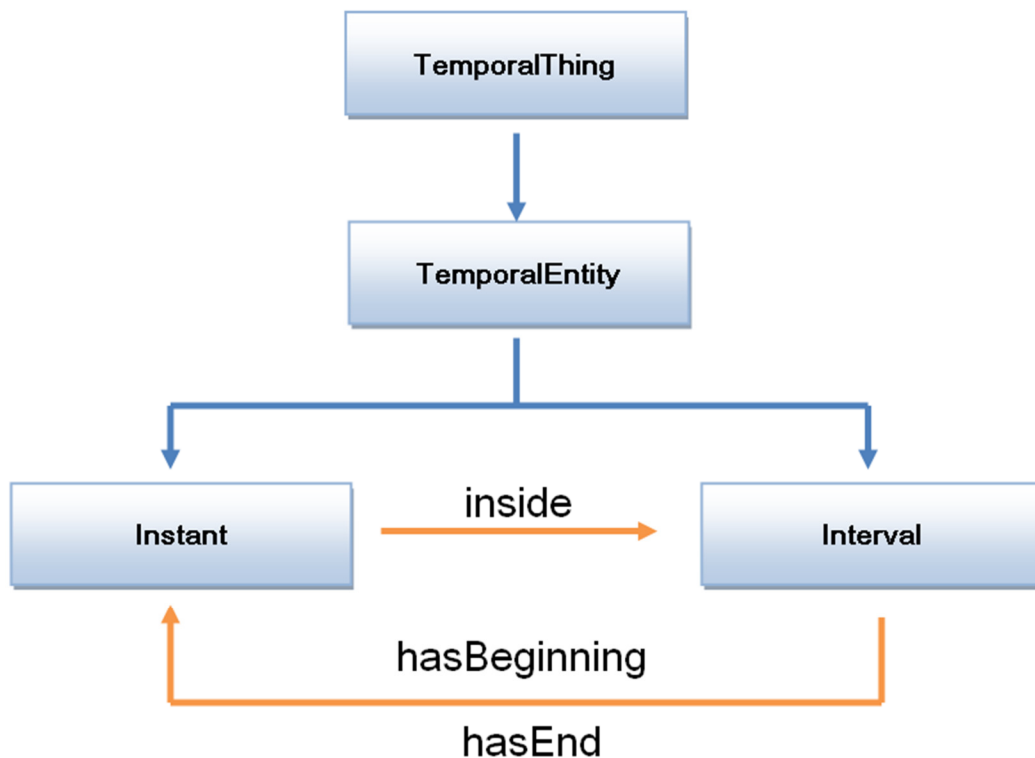 TemporalThing
TemporalEntity
Instant
inside
Interval
hasBeginning
hasEnd